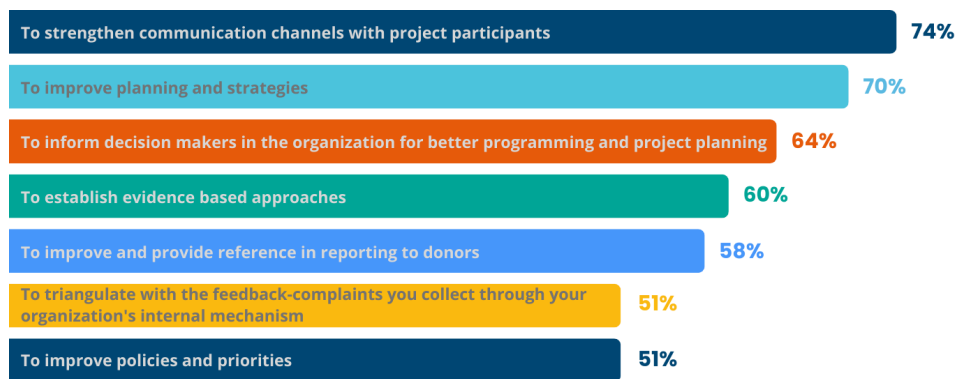 To strengthen communication channels with project participants 74%
To improve planning and strategies 70%
To inform decision makers in the organization for better programming and project planning 64%
To establish evidence based approaches 60%
To improve and provide reference in reporting to donors 58%
To triangulate with the feedback-complaints you collect through your
organization's internal mechanism 51%
To improve policies and priorities 51%